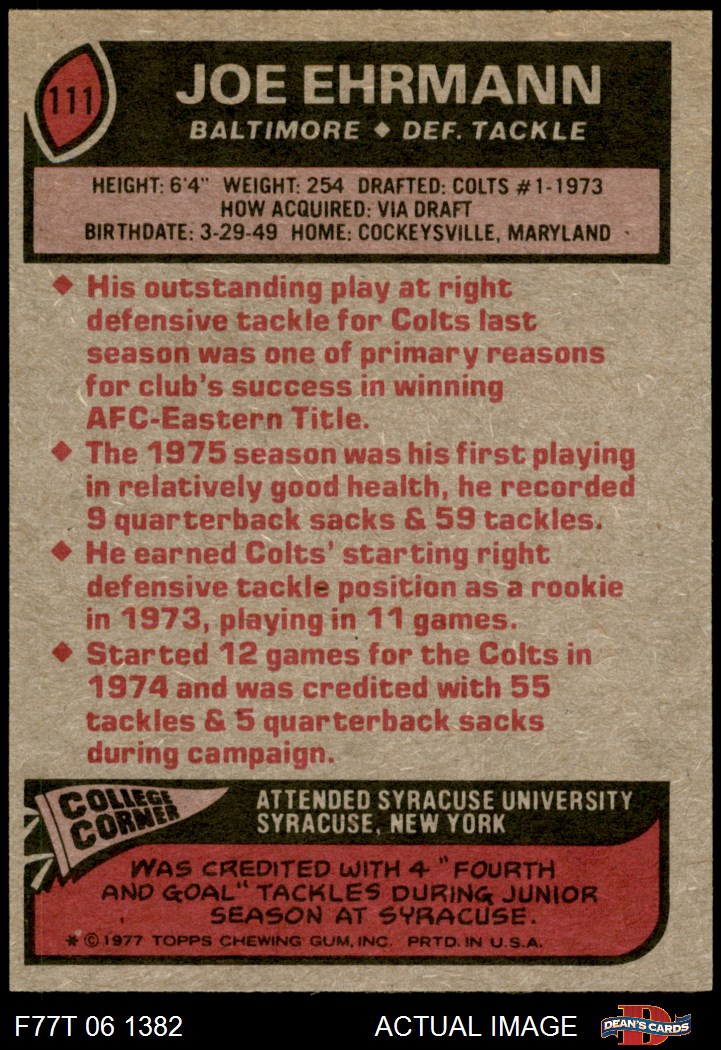 111
JOE EHRMANN
BALTIMORE ◆ DEF. TACKLE
HEIGHT: 6'4" WEIGHT: 254 DRAFTED: COLTS #1-1973
HOW ACQUIRED: VIA DRAFT
BIRTHDATE: 3-29-49 HOME: COCKEYSVILLE, MARYLAND
◆ His outstanding play at right
defensive tackle for Colts last
season was one of primary reasons
for club's success in winning
AFC-Eastern Title.
◆ The 1975 season was his first playing
in relatively good health, he recorded
9 quarterback sacks & 59 tackles.
◆ He earned Colts' starting right
defensive tackle position as a rookie
in 1973, playing in 11 games.
◆ Started 12 games for the Colts in
1974 and was credited with 55
tackles & 5 quarterback sacks
during campaign.
COLLEGE
CORNER
ATTENDED SYRACUSE UNIVERSITY
SYRACUSE, NEW YORK
WAS CREDITED WITH 4 "FOURTH
AND GOAL" TACKLES DURING JUNIOR
SEASON AT SYRACUSE.
* © 1977 TOPPS CHEWING GUM, INC. PRTD. IN U.S.A.
F77T 06 1382 ACTUAL IMAGE
D
DEAN'S CARDS